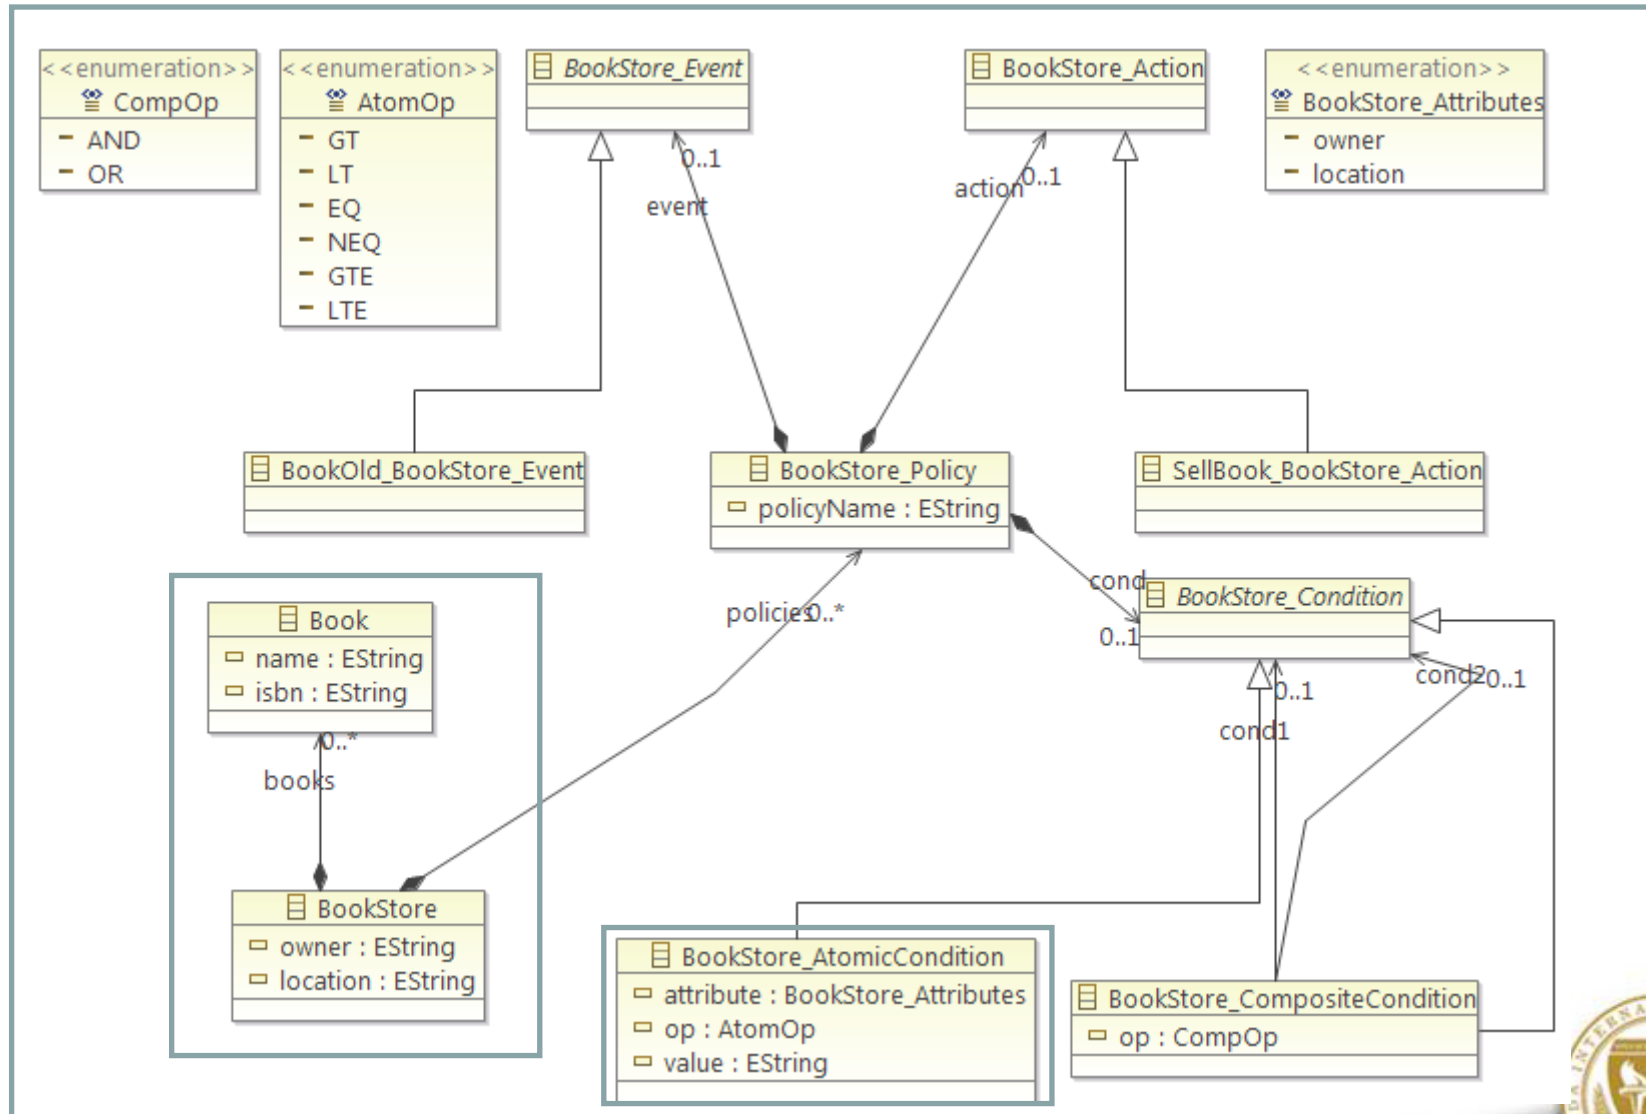 <<enumeration>>
CompOp
AND
OR
<<enumeration>>
AtomOp
GT
LT
EQ
NEQ
GTE
LTE
BookStore_Event
BookStore_Action
<<enumeration>>
BookStore_Attributes
owner
location
0..1
event
0..1
action
BookOld_BookStore_Event
BookStore_Policy
policyName : EString
SellBook_BookStore_Action
cond
0..1
BookStore_Condition
policies
0..*
Book
name : EString
isbn : EString
0..*
books
cond2
0..1
0..1
cond1
BookStore
owner : EString
location : EString
BookStore_AtomicCondition
attribute : BookStore_Attributes
op : AtomOp
value : EString
BookStore_CompositeCondition
op : CompOp